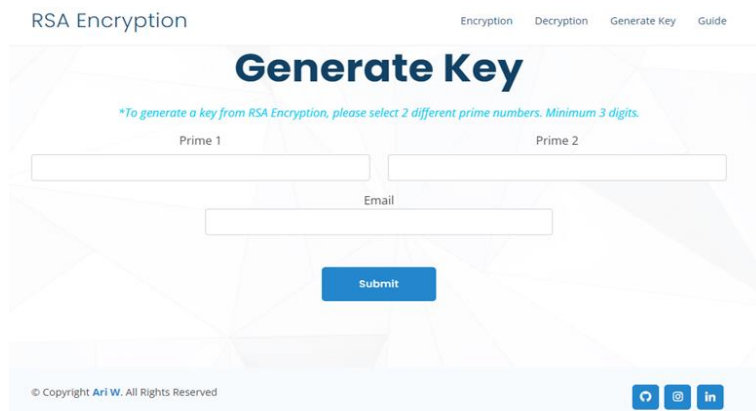 RSA Encryption
Encryption Decryption Generate Key Guide
Generate Key
*To generate a key from RSA Encryption, please select 2 different prime numbers. Minimum 3 digits.
Prime 1 Prime 2
Email
Submit
© Copyright Ari W. All Rights Reserved
in